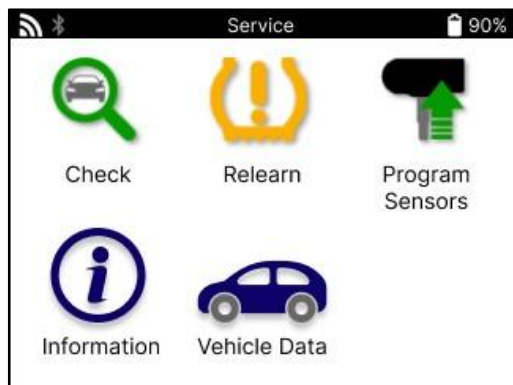 Service
90%
Check
Relearn
Program
Sensors
Information
Vehicle Data